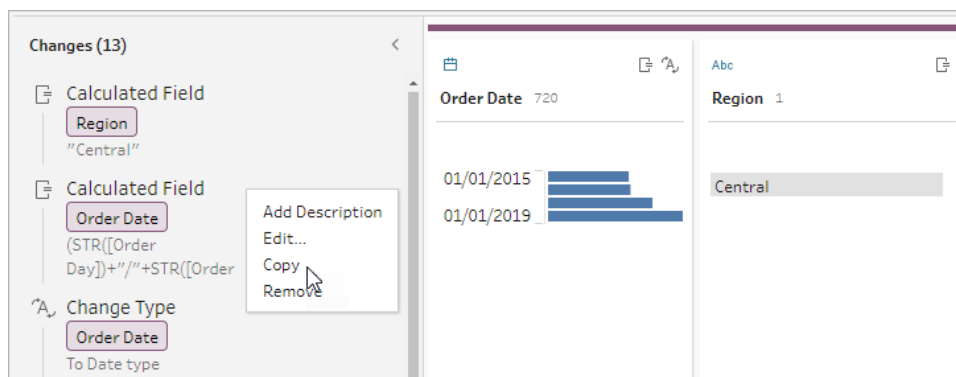 Changes (13)
Calculated Field
Region
"Central"
Calculated Field
Order Date
(STR([Order
Day])+"/"+STR([Order
Change Type
Order Date
To Date type
Add Description
Edit...
Copy
Remove
Order Date 720
01/01/2015
01/01/2019
Abc
Region 1
Central